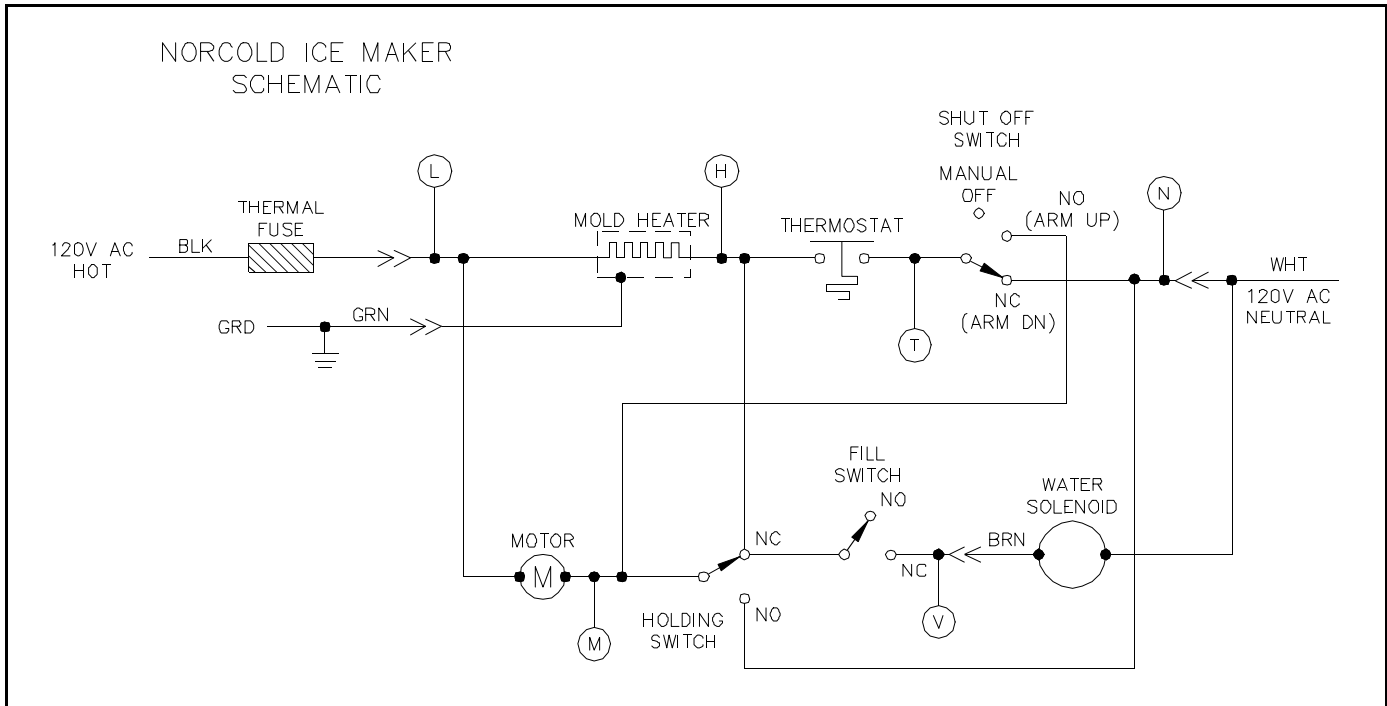 NORCOLD ICE MAKER
SCHEMATIC
SHUT OFF
SWITCH
MANUAL
OFF
NO
(ARM UP)
L
H
N
THERMAL
FUSE
MOLD HEATER
THERMOSTAT
120V AC
HOT
BLK
WHT
120V AC
NEUTRAL
NC
(ARM DN)
GRD
GRN
T
FILL
SWITCH
NO
WATER
SOLENOID
MOTOR
NC
BRN
M
NC
HOLDING
SWITCH
NO
M
V